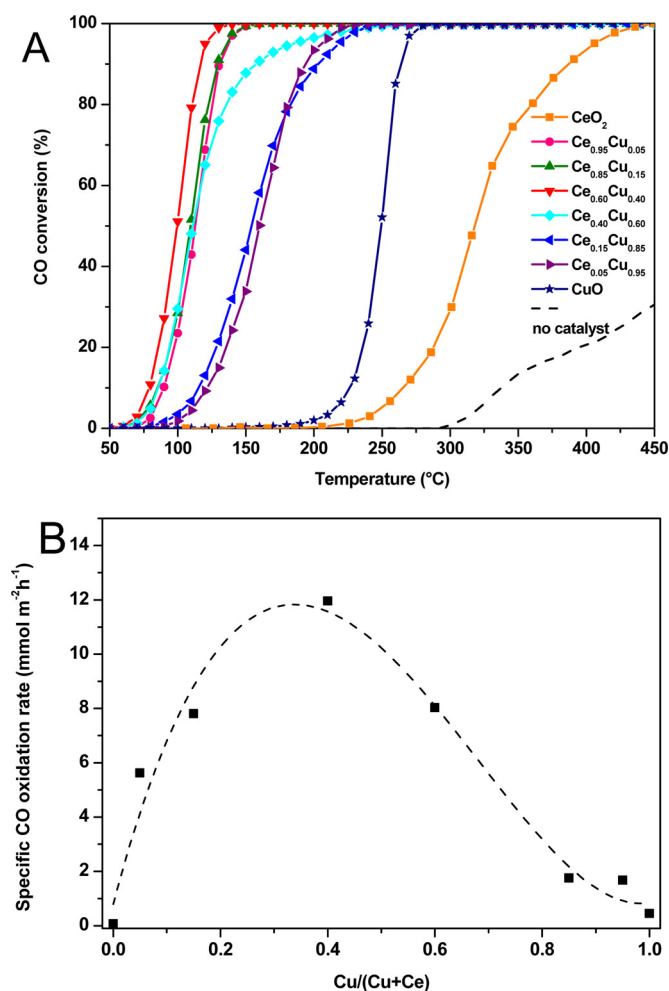 A
CO conversion (%)
100
80
60
40
20
0
CeO₂
Ce₀.₉₅Cu₀.₀₅
Ce₀.₈₅Cu₀.₁₅
Ce₀.₆₀Cu₀.₄₀
Ce₀.₄₀Cu₀.₆₀
Ce₀.₁₅Cu₀.₈₅
Ce₀.₀₅Cu₀.₉₅
CuO
no catalyst
50 100 150 200 250 300 350 400 450
Temperature (°C)
B
Specific CO oxidation rate (mmol m⁻²h⁻¹)
14
12
10
8
6
4
2
0
0.0 0.2 0.4 0.6 0.8 1.0
Cu/(Cu+Ce)